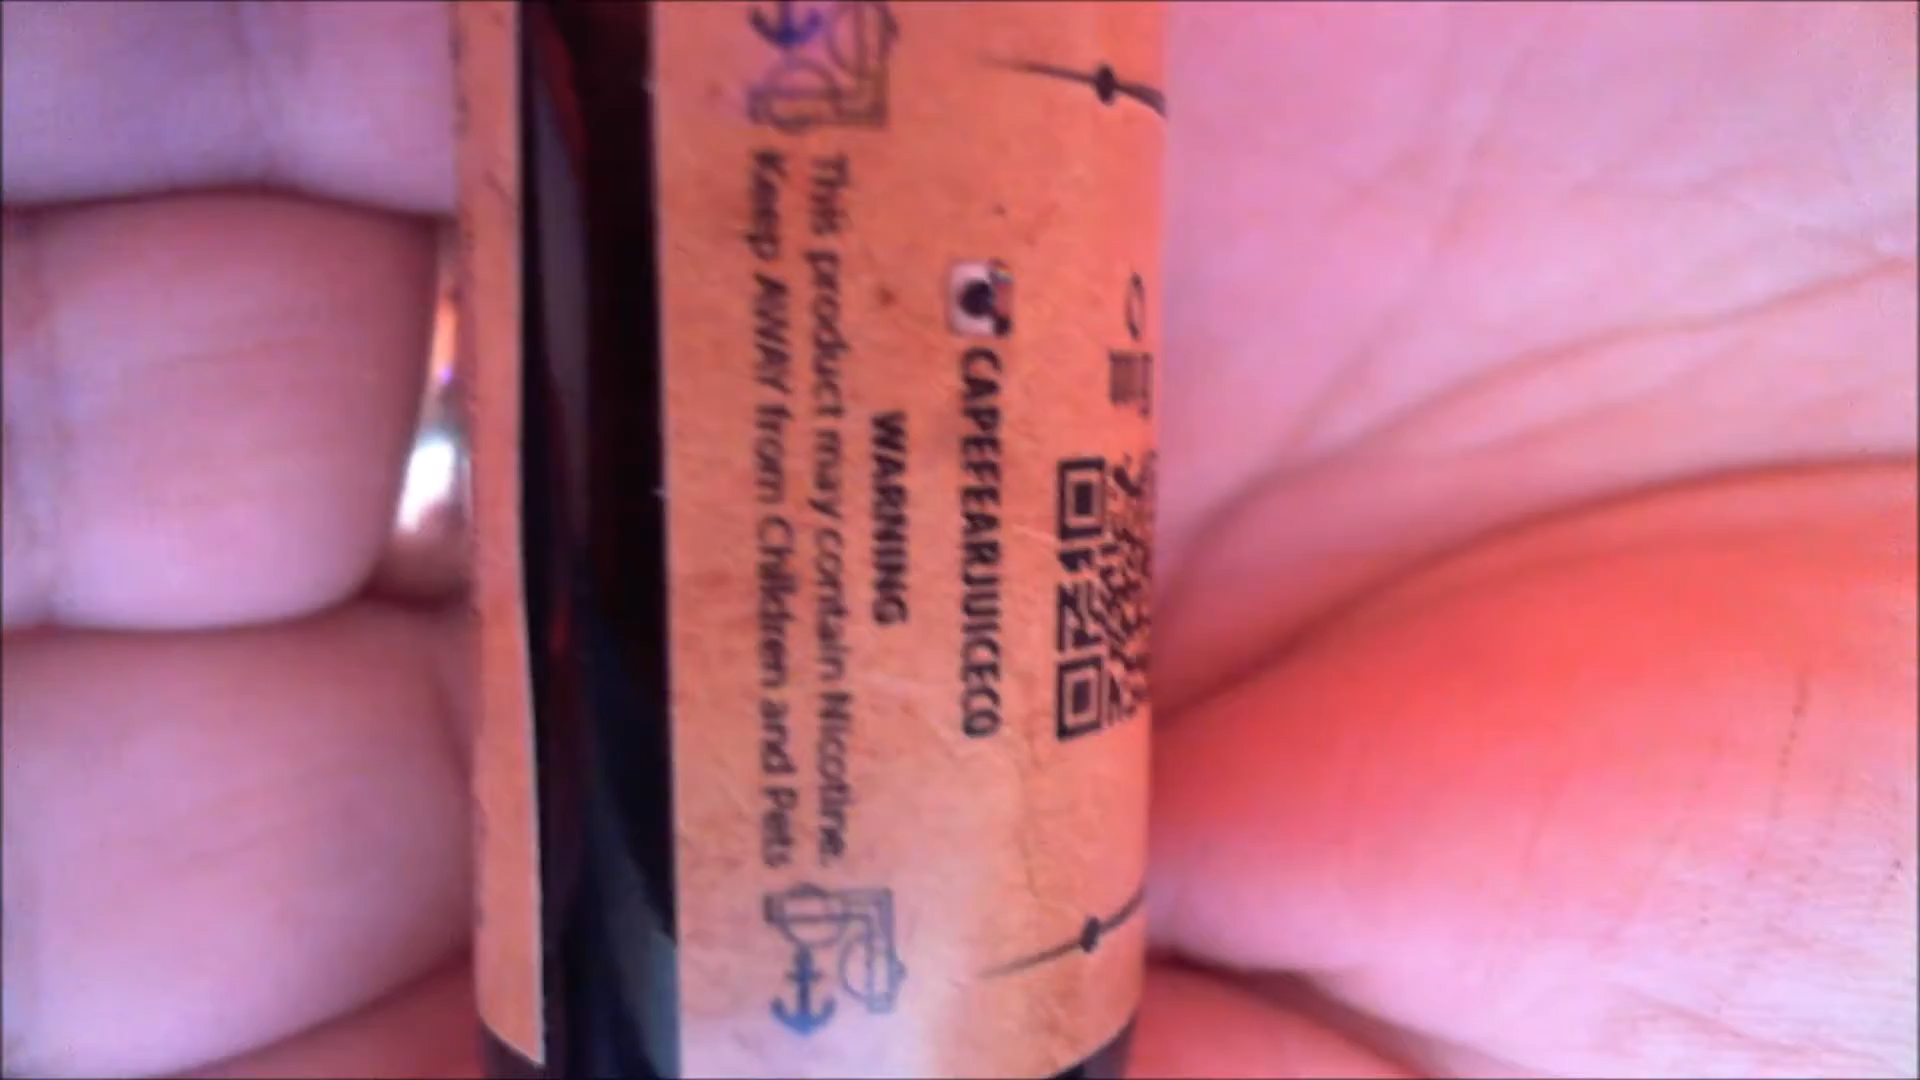 CAPEFEARJUICECO
WARNING
This product may contain Nicotine.
Keep AWAY from Children and Pets